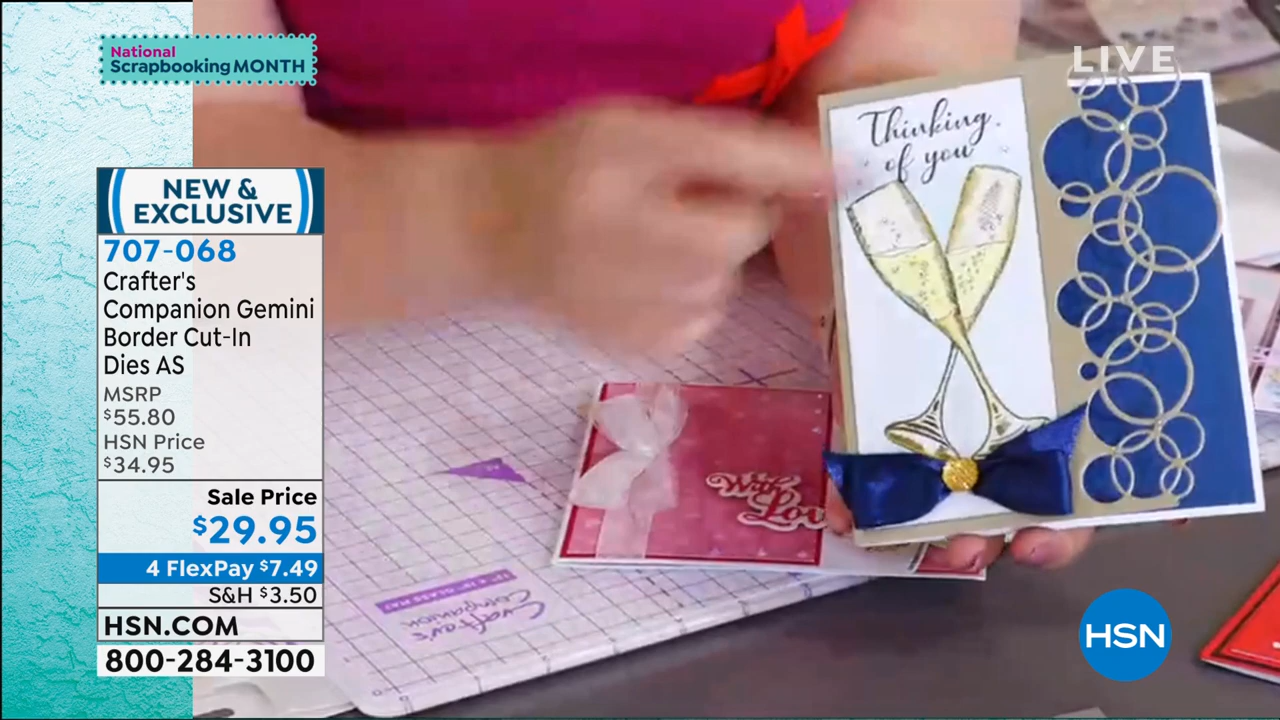 National
Scrapbooking MONTH
LIVE
NEW &
EXCLUSIVE
707-068
Crafter's
Companion Gemini
Border Cut-In
Dies AS
MSRP
$55.80
HSN Price
$34.95
Sale Price
$29.95
4 FlexPay $7.49
S&H $3.50
HSN.COM
800-284-3100
Thinking
of you
With
Lov
Crafter's
Companion
HSN